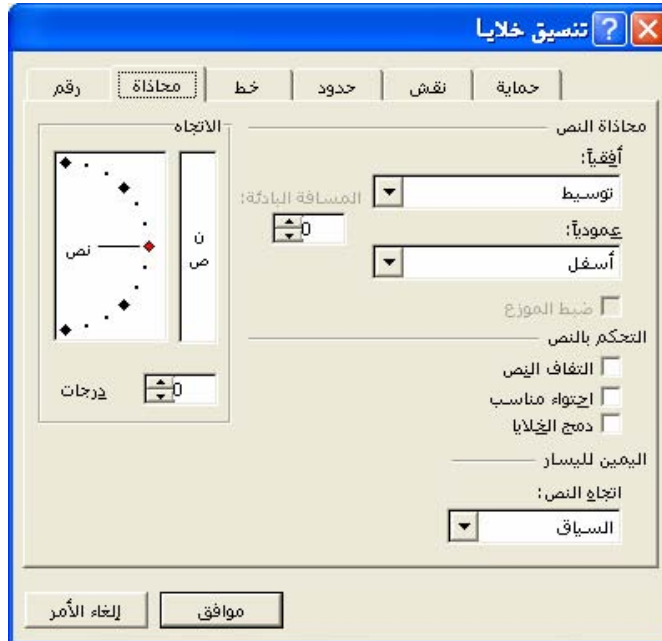 تنسيق خلايا
رقم محاذاة خط حدود نقش حماية
محاذاة النص
أفقياً:
توسيط
المسافة البادئة:
0
عمودياً:
أسفل
ضبط الموزع
التحكم بالنص
التفاف النص
احتواء مناسب
دمج الخلايا
اليمين لليسار
اتجاه النص:
السياق
الاتجاه
ن
ص
نص
0 درجات
موافق
إلغاء الأمر